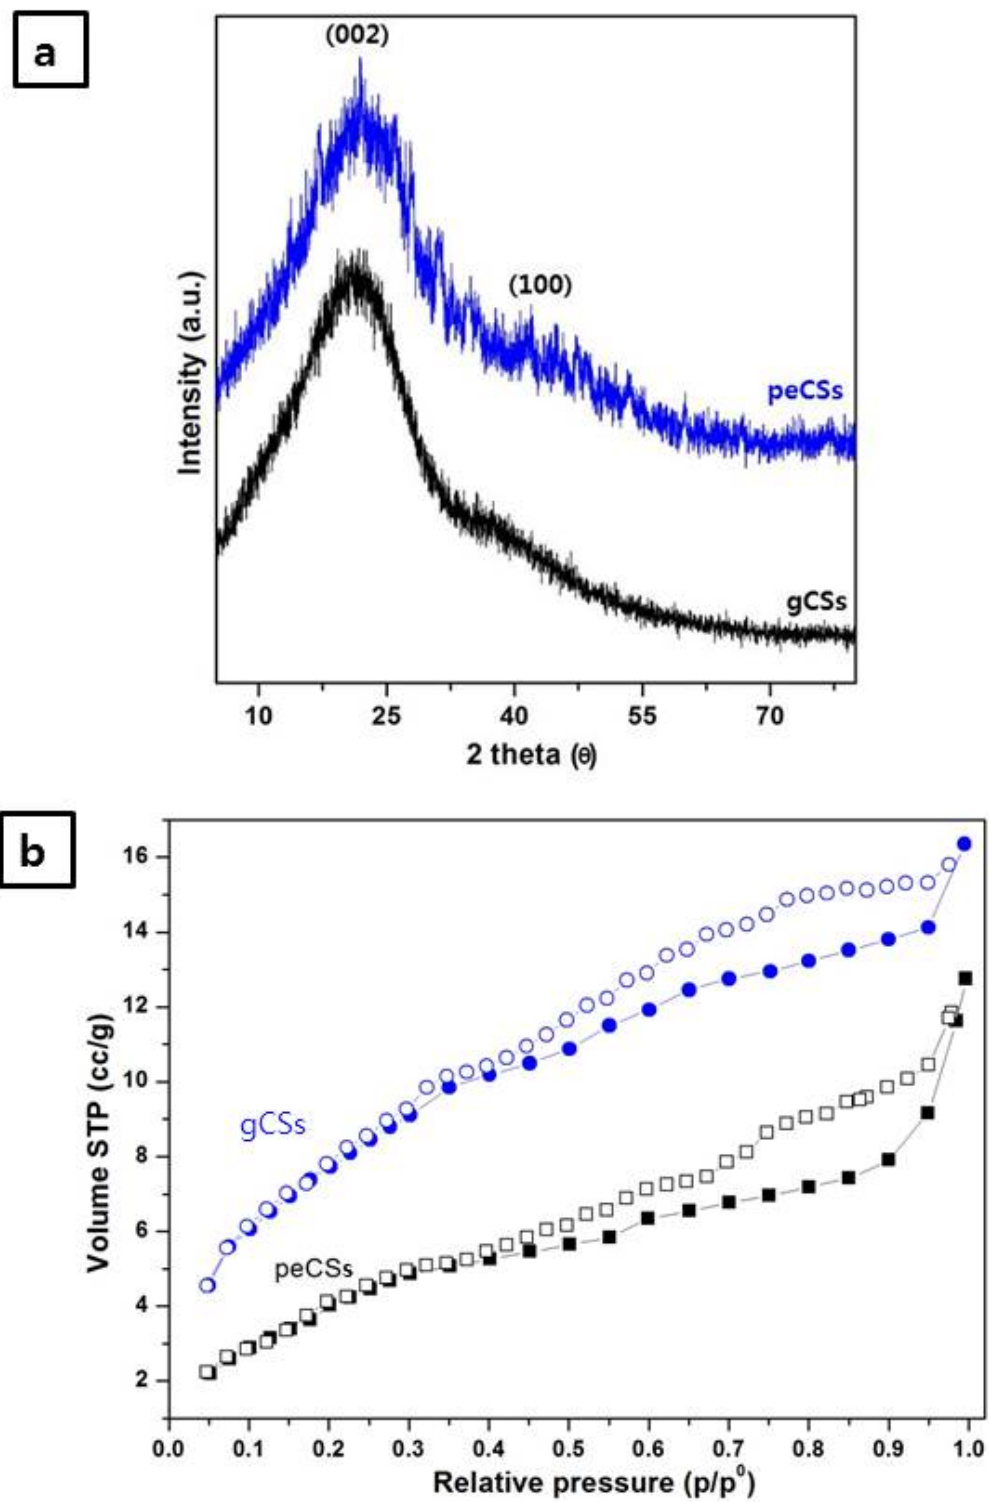 a
(002)
(100)
peCSs
gCSs
Intensity (a.u.)
10 25 40 55 70
2 theta (θ)
b
16
14
12
10
8
6
4
2
gCSs
peCSs
Volume STP (cc/g)
0.0 0.1 0.2 0.3 0.4 0.5 0.6 0.7 0.8 0.9 1.0
Relative pressure (p/p⁰)